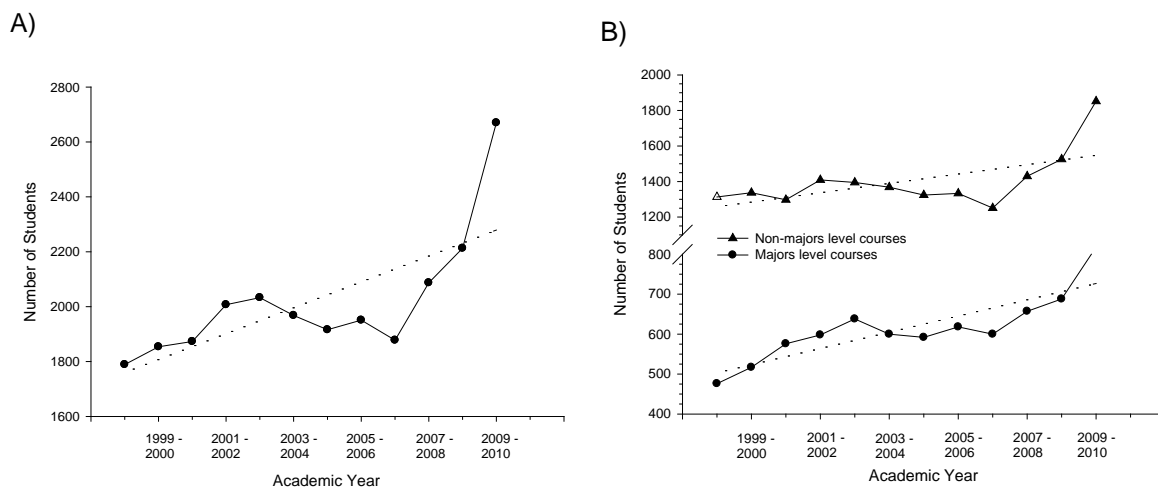 A)
2800
2600
2400
2200
2000
1800
1600
Number of Students
1999 - 2001 - 2003 - 2005 - 2007 - 2009 -
2000 2002 2004 2006 2008 2010
Academic Year
B)
2000
1800
1600
1400
1200
800
700
600
500
400
Number of Students
Non-majors level courses
Majors level courses
1999 - 2001 - 2003 - 2005 - 2007 - 2009 -
2000 2002 2004 2006 2008 2010
Academic Year